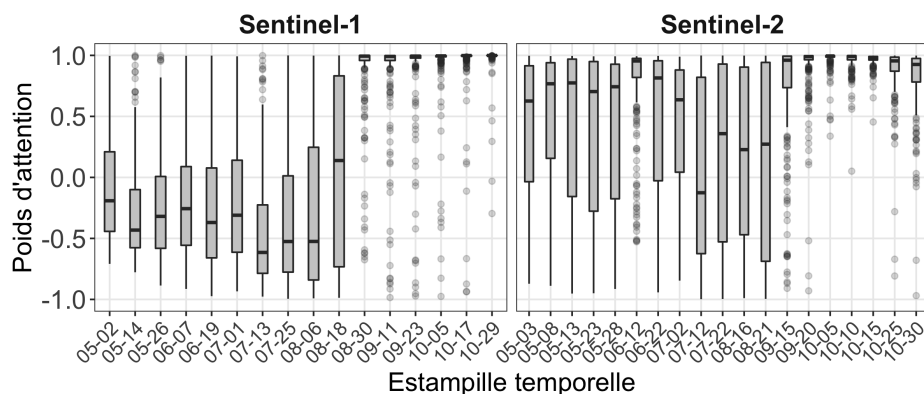 Sentinel-1
Sentinel-2
Poids d'attention
1.0
0.5
0.0
-0.5
-1.0
05-02 05-14 05-26 06-07 06-19 07-01 07-13 07-25 08-06 08-18 08-30 09-11 09-23 10-05 10-17 10-29
05-03 05-08 05-13 05-23 05-28 06-12 06-22 07-02 07-12 07-22 08-16 08-21 09-15 09-20 10-05 10-10 10-15 10-25 10-30
Estampille temporelle